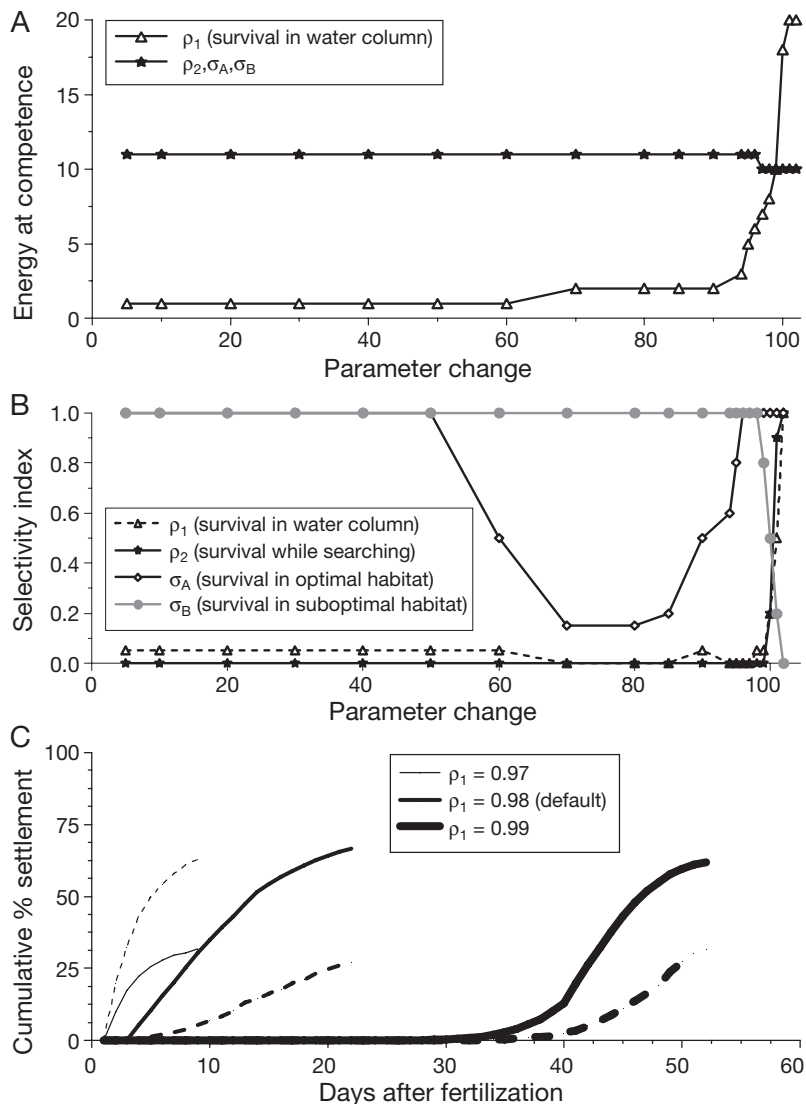 A
20
15
10
5
0
Energy at competence
ρ1 (survival in water column)
ρ2,σA,σB
0 20 40 60 80 100
Parameter change
B
1.0
0.8
0.6
0.4
0.2
0.0
Selectivity index
ρ1 (survival in water column)
ρ2 (survival while searching)
σA (survival in optimal habitat)
σB (survival in suboptimal habitat)
0 20 40 60 80 100
Parameter change
C
100
75
50
25
0
Cumulative % settlement
ρ1 = 0.97
ρ1 = 0.98 (default)
ρ1 = 0.99
0 10 20 30 40 50 60
Days after fertilization